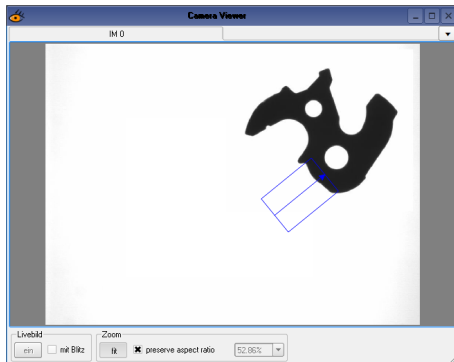 Camera Viewer
IM 0
Livebild
ein
mit Blitz
Zoom
fit
preserve aspect ratio
52.86%